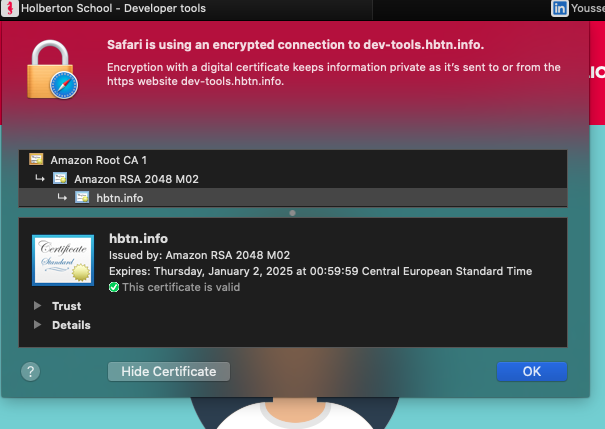 Holberton School - Developer tools
Safari is using an encrypted connection to dev-tools.hbtn.info.
Encryption with a digital certificate keeps information private as it's sent to or from the
https website dev-tools.hbtn.info.
Amazon Root CA 1
Amazon RSA 2048 M02
hbtn.info
Certificate
Standard
hbtn.info
Issued by: Amazon RSA 2048 M02
Expires: Thursday, January 2, 2025 at 00:59:59 Central European Standard Time
This certificate is valid
Trust
Details
?
Hide Certificate
OK